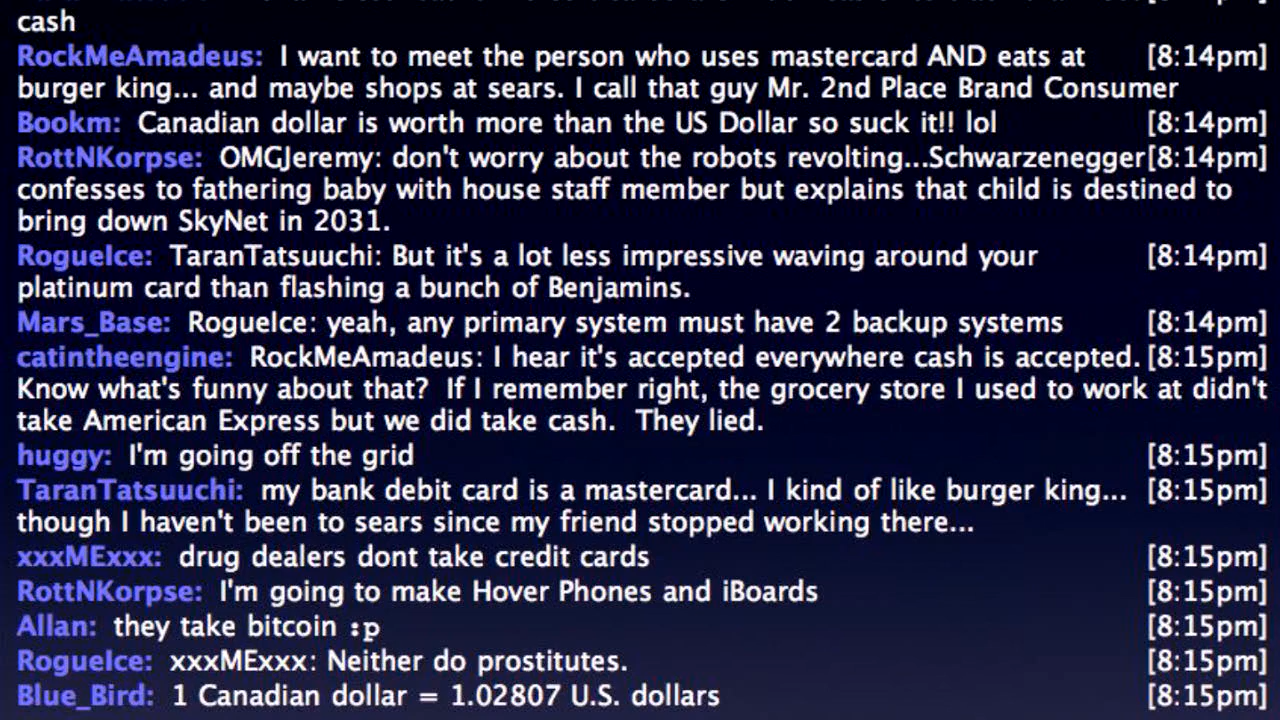 cash
RockMeAmadeus: I want to meet the person who uses mastercard AND eats at [8:14pm]
burger king... and maybe shops at sears. I call that guy Mr. 2nd Place Brand Consumer
Bookm: Canadian dollar is worth more than the US Dollar so suck it!! lol [8:14pm]
RottNKorpse: OMGJeremy: don't worry about the robots revolting...Schwarzenegger [8:14pm]
confesses to fathering baby with house staff member but explains that child is destined to
bring down SkyNet in 2031.
RogueIce: TaranTatsuuchi: But it's a lot less impressive waving around your [8:14pm]
platinum card than flashing a bunch of Benjamins.
Mars_Base: RogueIce: yeah, any primary system must have 2 backup systems [8:14pm]
catintheengine: RockMeAmadeus: I hear it's accepted everywhere cash is accepted. [8:15pm]
Know what's funny about that? If I remember right, the grocery store I used to work at didn't
take American Express but we did take cash. They lied.
huggy: I'm going off the grid [8:15pm]
TaranTatsuuchi: my bank debit card is a mastercard... I kind of like burger king... [8:15pm]
though I haven't been to sears since my friend stopped working there...
xxxMExxx: drug dealers dont take credit cards [8:15pm]
RottNKorpse: I'm going to make Hover Phones and iBoards [8:15pm]
Allan: they take bitcoin :p [8:15pm]
RogueIce: xxxMExxx: Neither do prostitutes. [8:15pm]
Blue_Bird: 1 Canadian dollar = 1.02807 U.S. dollars [8:15pm]